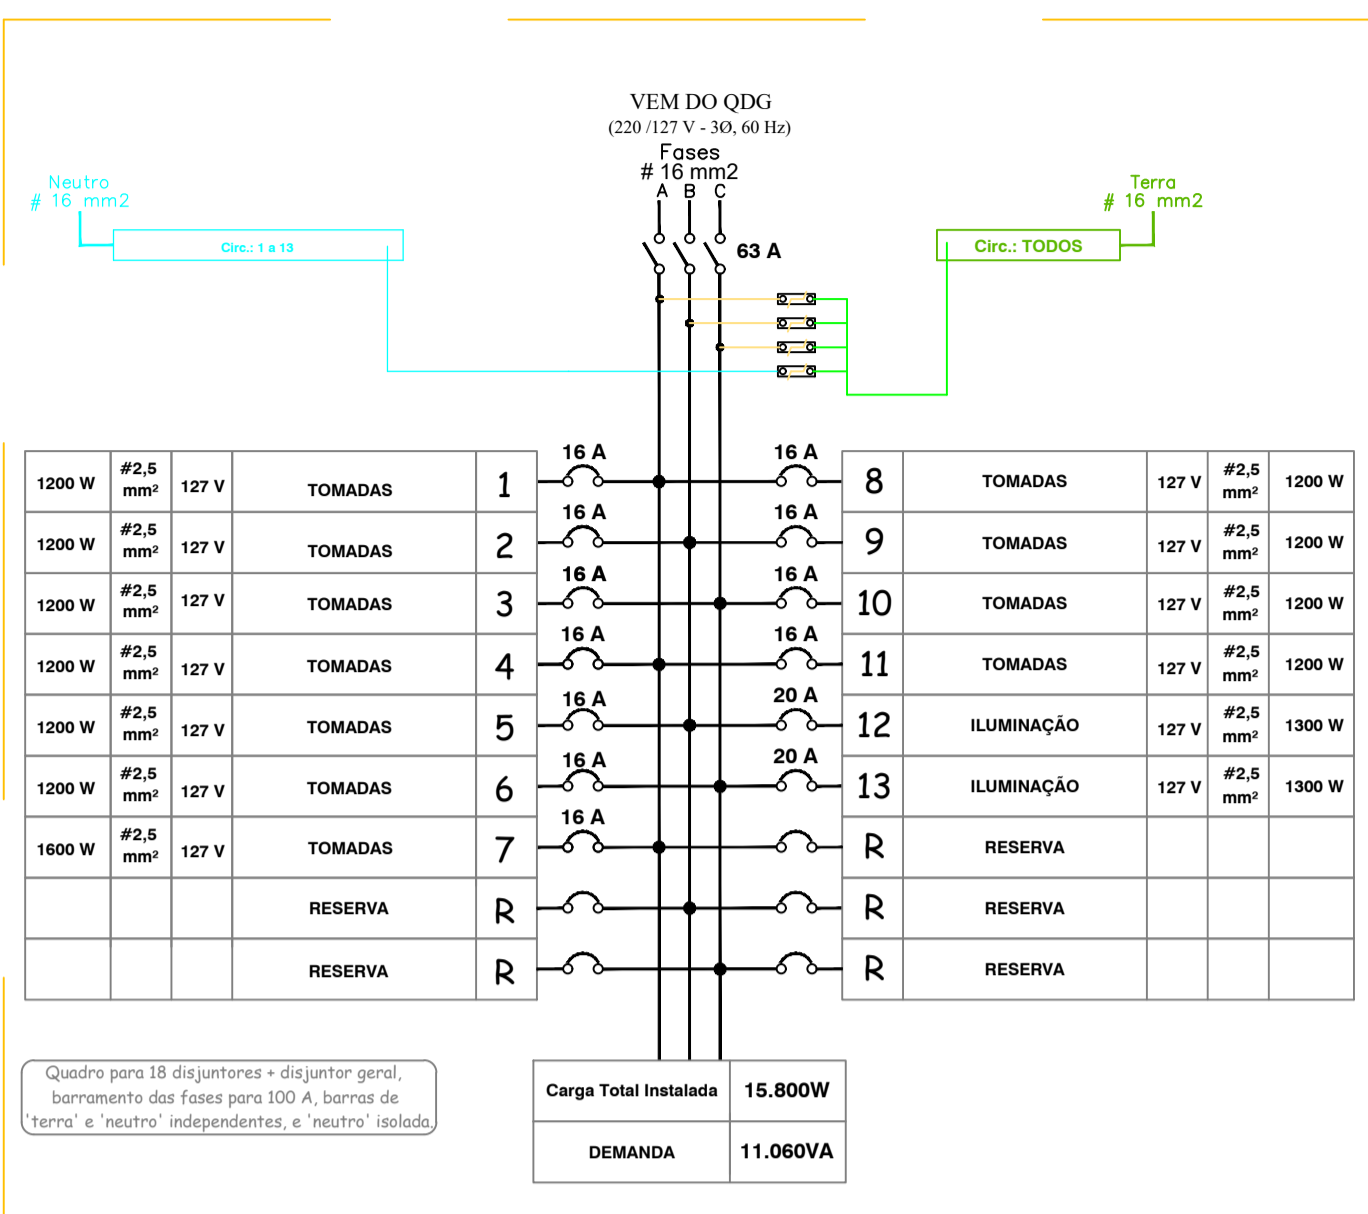 VEM DO QDG
(220 /127 V - 3Ø, 60 Hz)
Fases
# 16 mm2
A B C
Neutro
# 16 mm2
Circ.: 1 a 13
63 A
Terra
# 16 mm2
Circ.: TODOS
1200 W #2,5 mm² 127 V TOMADAS 1 16 A 16 A 8 TOMADAS 127 V #2,5 mm² 1200 W
1200 W #2,5 mm² 127 V TOMADAS 2 16 A 16 A 9 TOMADAS 127 V #2,5 mm² 1200 W
1200 W #2,5 mm² 127 V TOMADAS 3 16 A 16 A 10 TOMADAS 127 V #2,5 mm² 1200 W
1200 W #2,5 mm² 127 V TOMADAS 4 16 A 16 A 11 TOMADAS 127 V #2,5 mm² 1200 W
1200 W #2,5 mm² 127 V TOMADAS 5 16 A 20 A 12 ILUMINAÇÃO 127 V #2,5 mm² 1300 W
1200 W #2,5 mm² 127 V TOMADAS 6 16 A 20 A 13 ILUMINAÇÃO 127 V #2,5 mm² 1300 W
1600 W #2,5 mm² 127 V TOMADAS 7 16 A R RESERVA
RESERVA R R RESERVA
RESERVA R R RESERVA
Quadro para 18 disjuntores + disjuntor geral,
barramento das fases para 100 A, barras de
'terra' e 'neutro' independentes, e 'neutro' isolada.
Carga Total Instalada 15.800W
DEMANDA 11.060VA